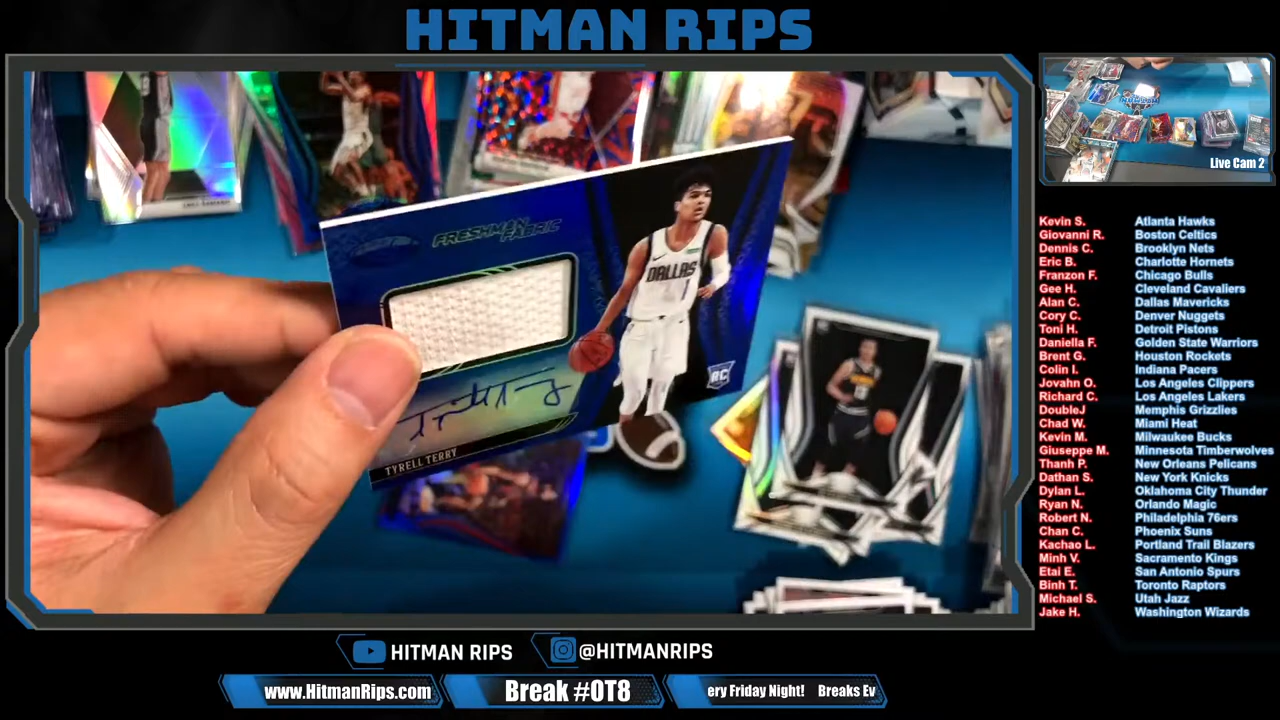 HITMAN RIPS
FRESHMAN
FABRIC
DALLAS
1
RC
TYRELL TERRY
Live Cam 2
Kevin S. Atlanta Hawks
Giovanni R. Boston Celtics
Dennis C. Brooklyn Nets
Eric B. Charlotte Hornets
Franzon F. Chicago Bulls
Gee H. Cleveland Cavaliers
Alan C. Dallas Mavericks
Cory C. Denver Nuggets
Toni H. Detroit Pistons
Daniella F. Golden State Warriors
Brent G. Houston Rockets
Colin I. Indiana Pacers
Jovahn O. Los Angeles Clippers
Richard C. Los Angeles Lakers
DoubleJ Memphis Grizzlies
Chad W. Miami Heat
Kevin M. Milwaukee Bucks
Giuseppe M. Minnesota Timberwolves
Thanh P. New Orleans Pelicans
Dathan S. New York Knicks
Dylan L. Oklahoma City Thunder
Ryan N. Orlando Magic
Robert N. Philadelphia 76ers
Chan C. Phoenix Suns
Kachao L. Portland Trail Blazers
Minh V. Sacramento Kings
Etai E. San Antonio Spurs
Binh T. Toronto Raptors
Michael S. Utah Jazz
Jake H. Washington Wizards
HITMAN RIPS @HITMANRIPS
www.HitmanRips.com Break #OT8 ery Friday Night! Breaks Ev